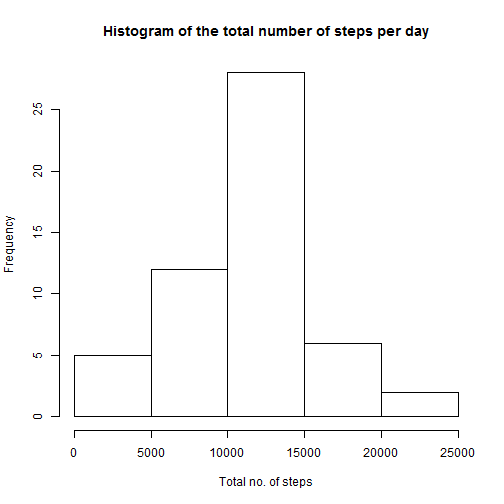 Histogram of the total number of steps per day
Frequency
25
20
15
10
5
0
0 5000 10000 15000 20000 25000
Total no. of steps